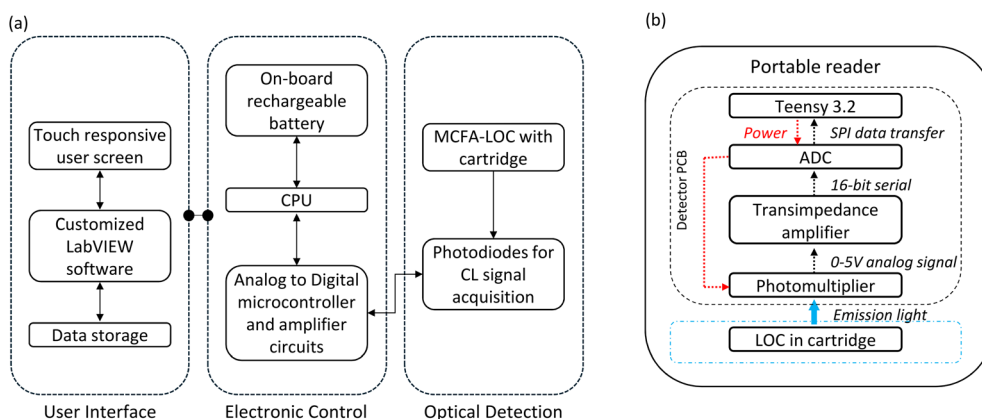 (a)
Touch responsive
user screen
Customized
LabVIEW
software
Data storage
User Interface
On-board
rechargeable
battery
CPU
Analog to Digital
microcontroller
and amplifier
circuits
Electronic Control
MCFA-LOC with
cartridge
Photodiodes for
CL signal
acquisition
Optical Detection
(b)
Portable reader
Detector PCB
Teensy 3.2
Power
SPI data transfer
ADC
16-bit serial
Transimpedance
amplifier
0-5V analog signal
Photomultiplier
Emission light
LOC in cartridge